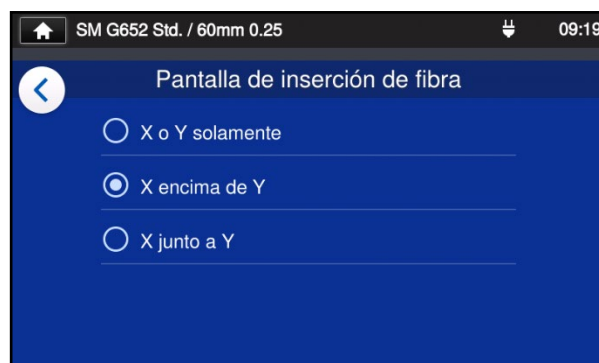 SM G652 Std. / 60mm 0.25 09:19
Pantalla de inserción de fibra
X o Y solamente
X encima de Y
X junto a Y